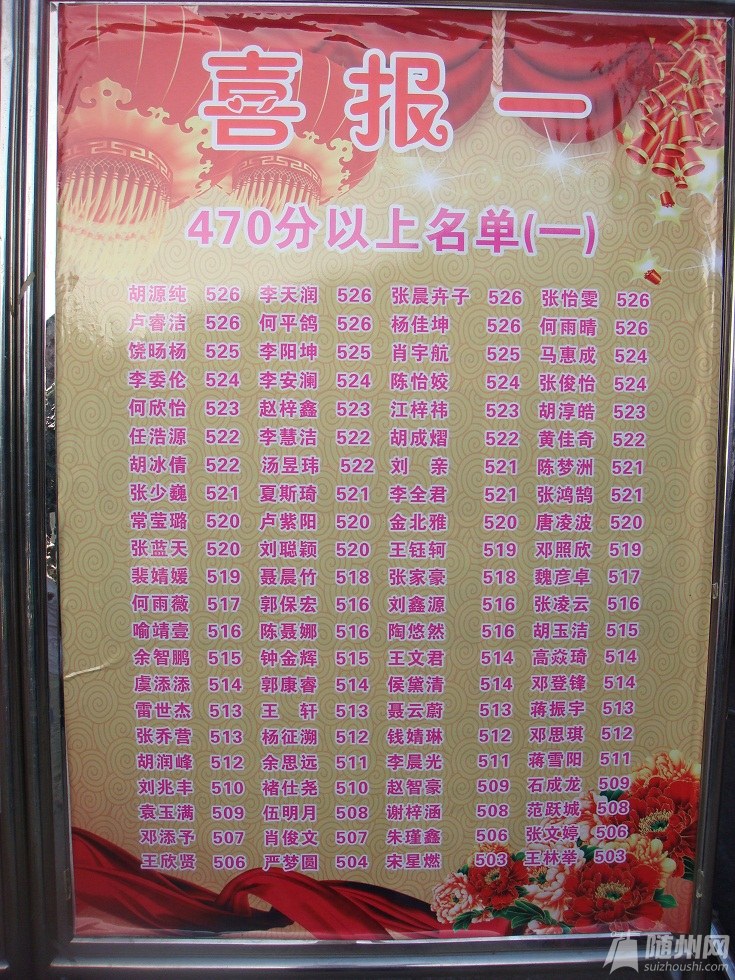 喜报一
470分以上名单(一)
胡源纯 526 李天润 526 张晨卉子 526 张怡雯 526
卢睿洁 526 何平鸽 526 杨佳坤 526 何雨晴 526
饶旸杨 525 李阳坤 525 肖宇航 525 马惠成 524
李委伦 524 李安澜 524 陈怡姣 524 张俊怡 524
何欣怡 523 赵梓鑫 523 江梓祎 523 胡淳皓 523
任浩源 522 李慧洁 522 胡成熠 522 黄佳奇 522
胡冰倩 522 汤昱玮 522 刘 亲 521 陈梦洲 521
张少巍 521 夏斯琦 521 李全君 521 张鸿鹄 521
常莹璐 520 卢紫阳 520 金北雅 520 唐凌波 520
张蓝天 520 刘聪颖 520 王钰轲 519 邓照欣 519
裴婧媛 519 聂晨竹 518 张家豪 518 魏彦卓 517
何雨薇 517 郭保宏 516 刘鑫源 516 张凌云 516
喻靖壹 516 陈聂娜 516 陶悠然 516 胡玉洁 515
余智鹏 515 钟金辉 515 王文君 514 高焱琦 514
虞添添 514 郭康睿 514 侯黛清 514 邓登锋 514
雷世杰 513 王 轩 513 聂云蔚 513 蒋振宇 513
张乔营 513 杨征溯 512 钱婧琳 512 邓思琪 512
胡润峰 512 余思远 511 李晨光 511 蒋雪阳 511
刘兆丰 510 褚仕尧 510 赵智豪 509 石成龙 509
袁玉满 509 伍明月 508 谢梓涵 508 范跃城 508
邓添予 507 肖俊文 507 朱瑾鑫 506 张文婷 506
王欣贤 506 严梦圆 504 宋星燃 503 王林举 503
随州网
suizhoushi.com